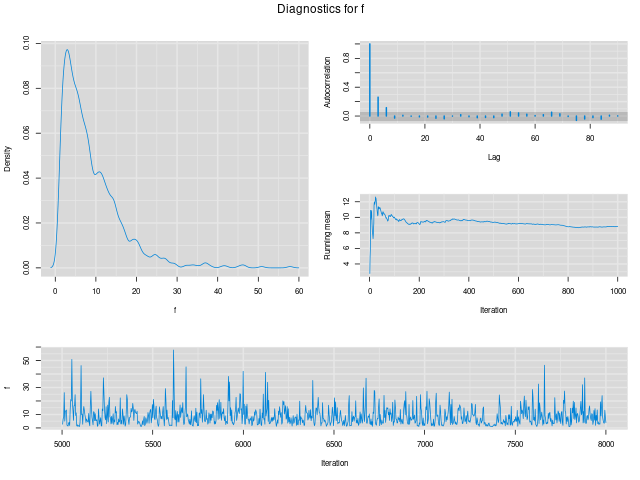 Diagnostics for f
Density
0.00 0.02 0.04 0.06 0.08 0.10
0 10 20 30 40 50 60
f
Autocorrelation
0.0 0.4 0.8
0 20 40 60 80
Lag
Running mean
4 6 8 10 12
0 200 400 600 800 1000
Iteration
f
0 10 30 50
5000 5500 6000 6500 7000 7500 8000
Iteration